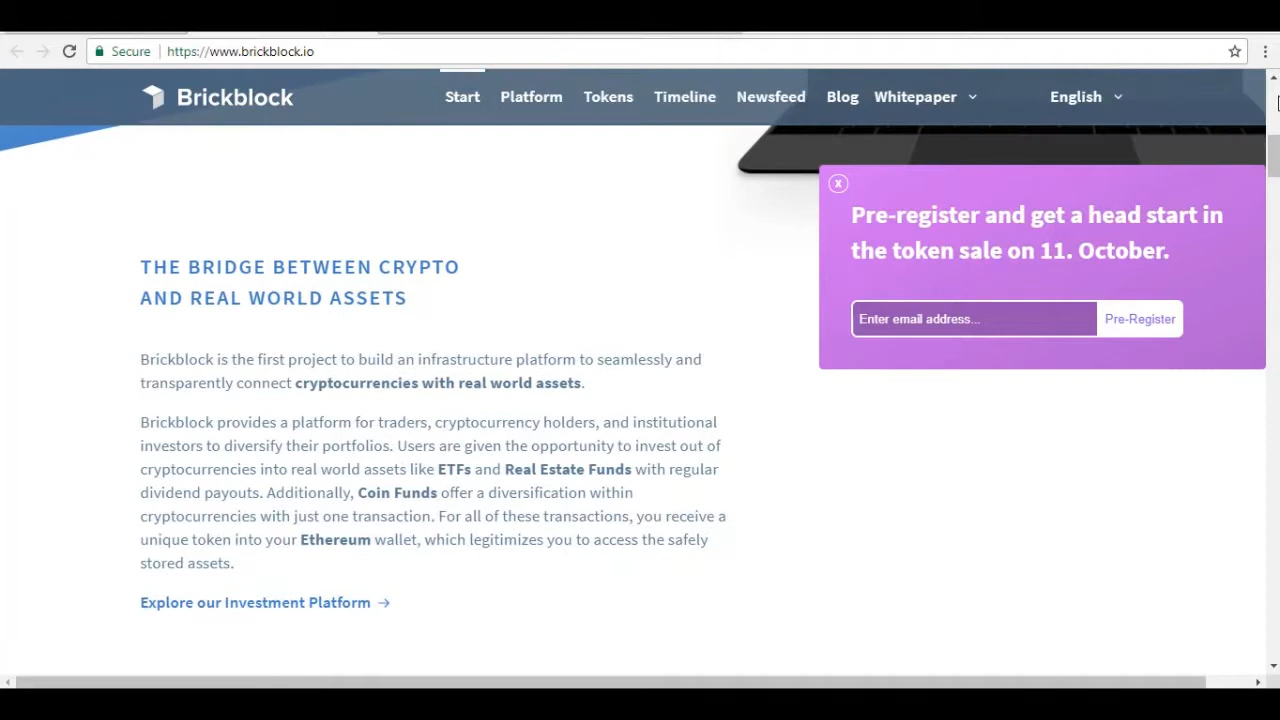 Secure https://www.brickblock.io
Brickblock Start Platform Tokens Timeline Newsfeed Blog Whitepaper English
x
Pre-register and get a head start in
the token sale on 11. October.
Enter email address... Pre-Register
THE BRIDGE BETWEEN CRYPTO
AND REAL WORLD ASSETS
Brickblock is the first project to build an infrastructure platform to seamlessly and
transparently connect cryptocurrencies with real world assets.
Brickblock provides a platform for traders, cryptocurrency holders, and institutional
investors to diversify their portfolios. Users are given the opportunity to invest out of
cryptocurrencies into real world assets like ETFs and Real Estate Funds with regular
dividend payouts. Additionally, Coin Funds offer a diversification within
cryptocurrencies with just one transaction. For all of these transactions, you receive a
unique token into your Ethereum wallet, which legitimizes you to access the safely
stored assets.
Explore our Investment Platform →